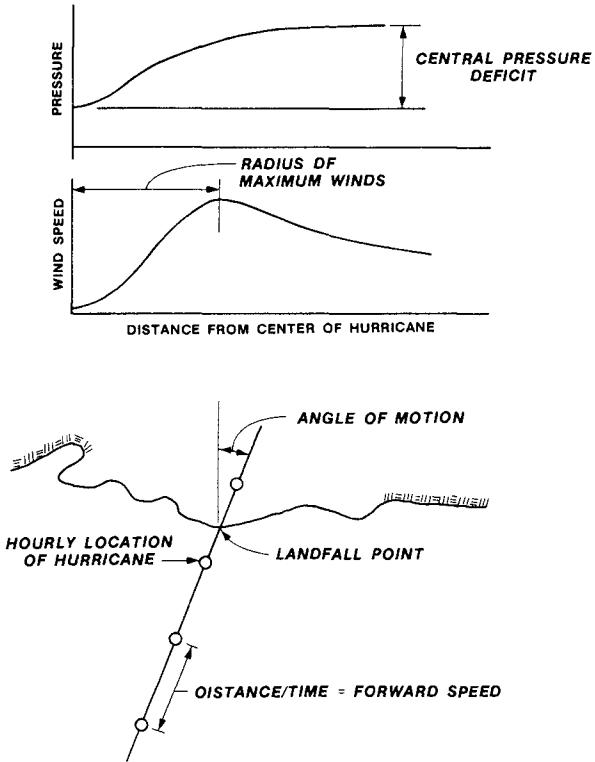 PRESSURE
CENTRAL PRESSURE
DEFICIT
RADIUS DF
MAXIMUM WINDS
WIND SPEED
DISTANCE FROM CENTER OF HURRICANE
ANGLE OF MOTION
HOURLY LOCATION
OF HURRICANE
LANDFALL POINT
OISTANCE/TIME = FORWARD SPEED